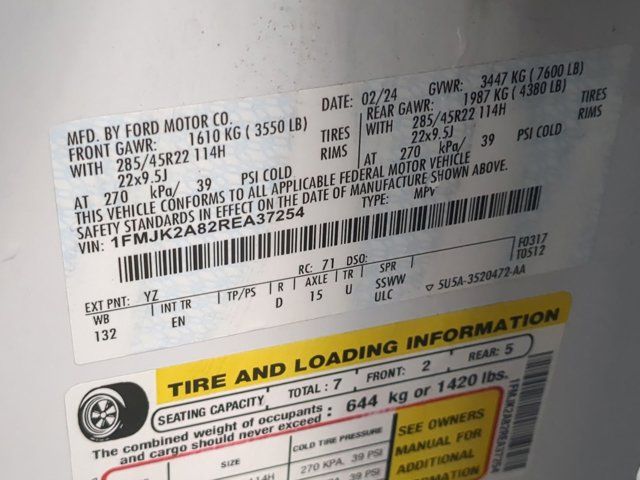 MFD. BY FORD MOTOR CO.
DATE: 02/24 GVWR: 3447 KG ( 7600 LB )
FRONT GAWR: 1610 KG ( 3550 LB )
REAR GAWR: 1987 KG ( 4380 LB )
WITH 285/45R22 114H TIRES
WITH 285/45R22 114H TIRES
22x9.5J RIMS
22x9.5J RIMS
AT 270 kPa/ 39 PSI COLD
AT 270 kPa/ 39 PSI COLD
THIS VEHICLE CONFORMS TO ALL APPLICABLE FEDERAL MOTOR VEHICLE
SAFETY STANDARDS IN EFFECT ON THE DATE OF MANUFACTURE SHOWN ABOVE.
VIN: 1FMJK2A82REA37254 TYPE: MPV
F0317
T0512
RC: 71 DSO:
EXT PNT: YZ
WB INT TR TP/PS R AXLE TR SPR
132 EN D 15 U SSWW
ULC
5U5A-3520472-AA
TIRE AND LOADING INFORMATION
SEATING CAPACITY TOTAL : 7 FRONT: 2 REAR: 5
The combined weight of occupants
and cargo should never exceed : 644 kg or 1420 lbs.
SIZE COLD TIRE PRESSURE
114H 270 KPA, 39 PSI
39 PSI
SEE OWNERS
MANUAL FOR
ADDITIONAL
INFORMATION
1FMJK2A82REA37254